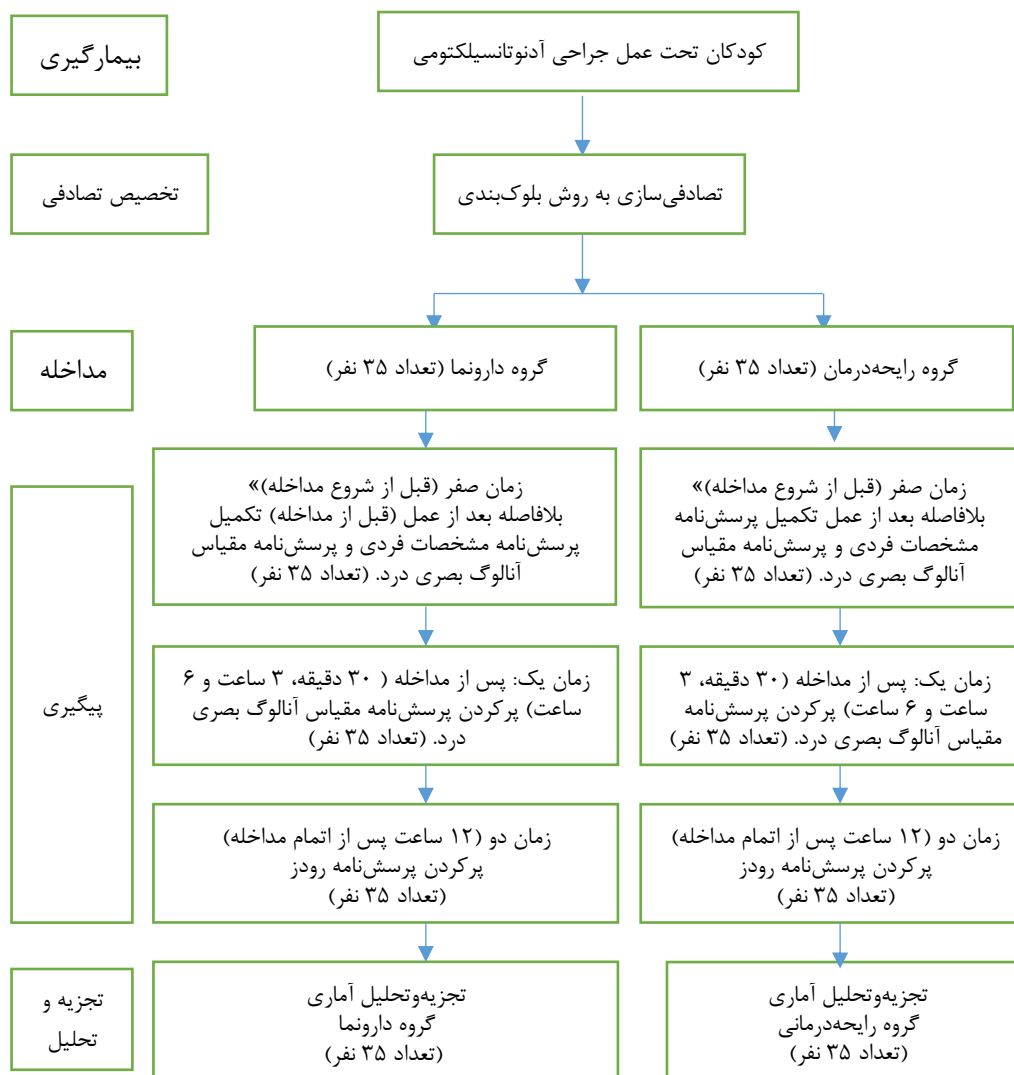 بیمارگیری
کودکان تحت عمل جراحی آدنوتانسیلکتومی
تخصیص تصادفی
تصادفی‌سازی به روش بلوک‌بندی
مداخله
گروه رایحه‌درمان (تعداد ۳۵ نفر)
گروه دارونما (تعداد ۳۵ نفر)
پیگیری
زمان صفر (قبل از شروع مداخله)»
بلافاصله بعد از عمل تکمیل پرسش‌نامه
مشخصات فردی و پرسش‌نامه مقیاس
آنالوگ بصری درد. (تعداد ۳۵ نفر)
زمان صفر (قبل از شروع مداخله)»
بلافاصله بعد از عمل (قبل از مداخله) تکمیل
پرسش‌نامه مشخصات فردی و پرسش‌نامه مقیاس
آنالوگ بصری درد. (تعداد ۳۵ نفر)
زمان یک: پس از مداخله (۳۰ دقیقه، ۳
ساعت و ۶ ساعت) پرکردن پرسش‌نامه
مقیاس آنالوگ بصری درد. (تعداد ۳۵ نفر)
زمان یک: پس از مداخله ( ۳۰ دقیقه، ۳ ساعت و ۶
ساعت) پرکردن پرسش‌نامه مقیاس آنالوگ بصری
درد. (تعداد ۳۵ نفر)
زمان دو (۱۲ ساعت پس از اتمام مداخله)
پرکردن پرسش‌نامه رودز
(تعداد ۳۵ نفر)
زمان دو (۱۲ ساعت پس از اتمام مداخله)
پرکردن پرسش‌نامه رودز
(تعداد ۳۵ نفر)
تجزیه و
تحلیل
تجزیه‌وتحلیل آماری
گروه رایحه‌درمانی
(تعداد ۳۵ نفر)
تجزیه‌وتحلیل آماری
گروه دارونما
(تعداد ۳۵ نفر)